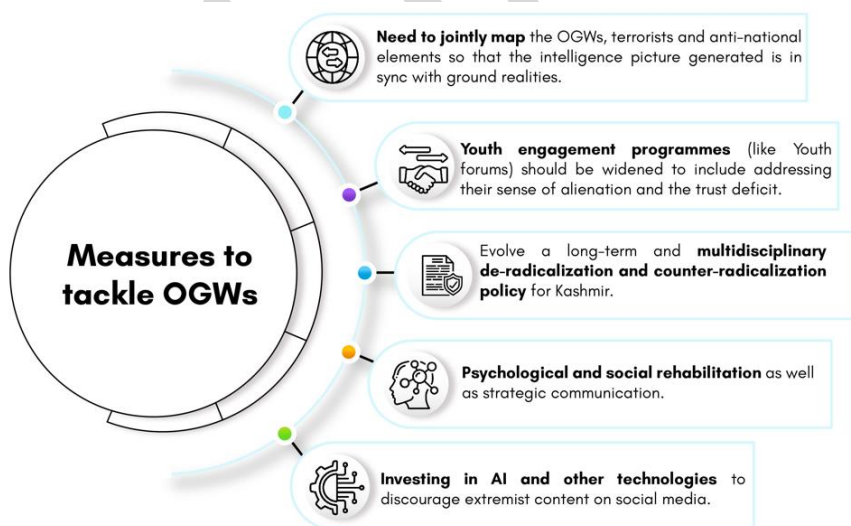 Need to jointly map the OGWs, terrorists and anti-national
elements so that the intelligence picture generated is in
sync with ground realities.
Youth engagement programmes (like Youth
forums) should be widened to include addressing
their sense of alienation and the trust deficit.
Measures to
tackle OGWs
Evolve a long-term and multidisciplinary
de-radicalization and counter-radicalization
policy for Kashmir.
Psychological and social rehabilitation as well
as strategic communication.
Investing in AI and other technologies to
discourage extremist content on social media.